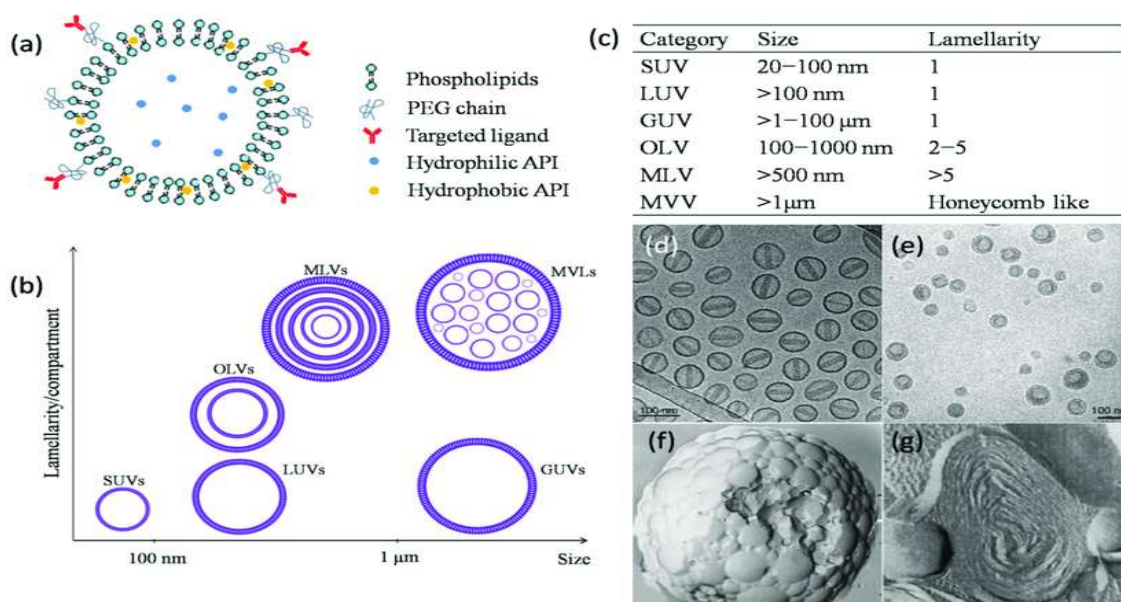 (a)
Phospholipids
PEG chain
Targeted ligand
Hydrophilic API
Hydrophobic API
(b)
Lamellarity/compartment
MLVs
MVLs
OLVs
SUVs
LUVs
GUVs
100 nm
1 μm
Size
(c)
Category Size Lamellarity
SUV 20−100 nm 1
LUV >100 nm 1
GUV >1−100 μm 1
OLV 100−1000 nm 2−5
MLV >500 nm >5
MVV >1μm Honeycomb like
(d)
100 nm
(e)
100 nm
(f)
(g)